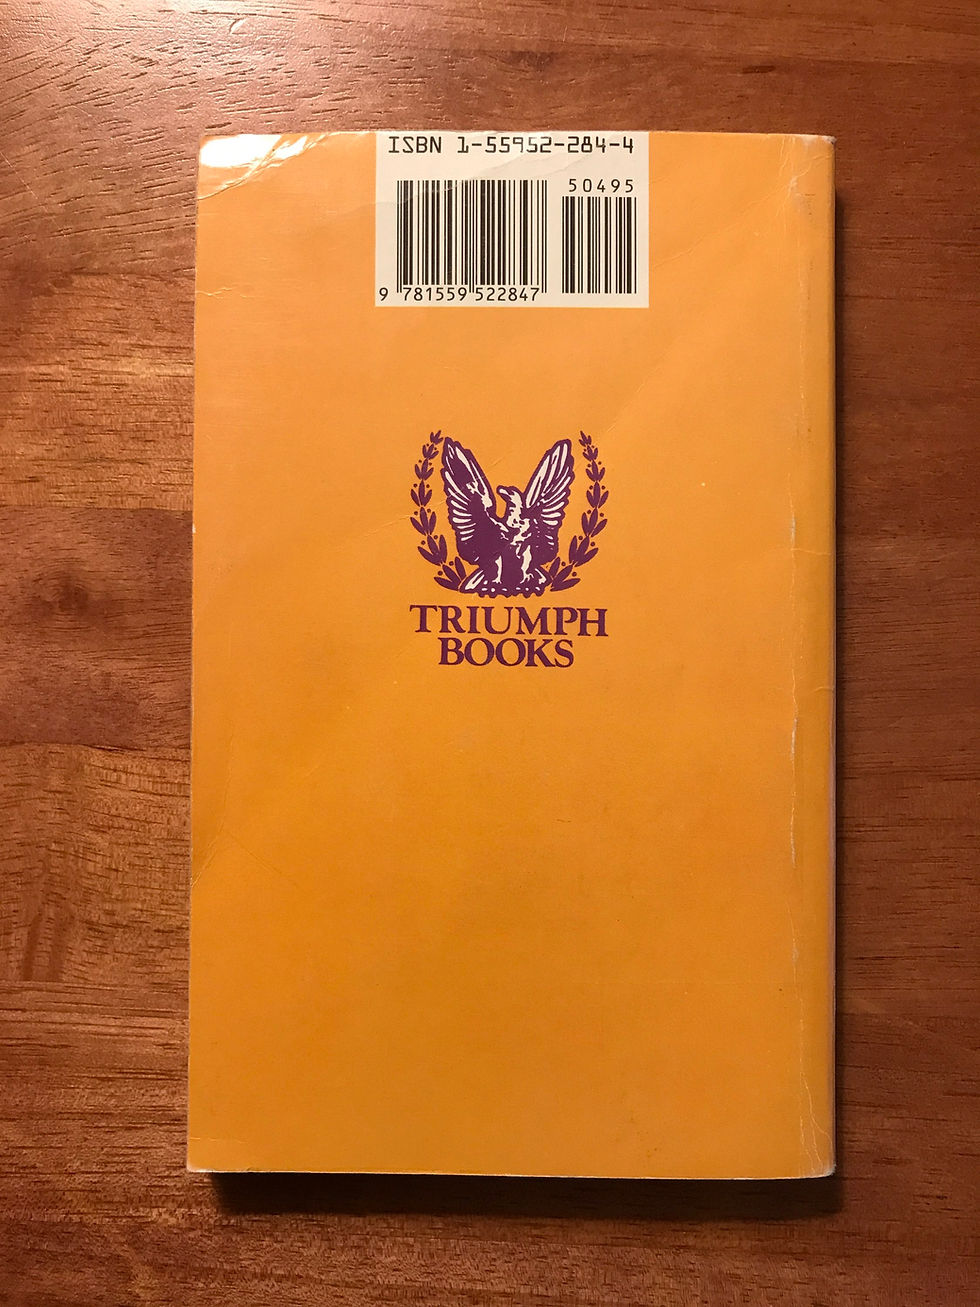 ISBN 1-55952-284-4
50495
9 781559 522847
TRIUMPH
BOOKS